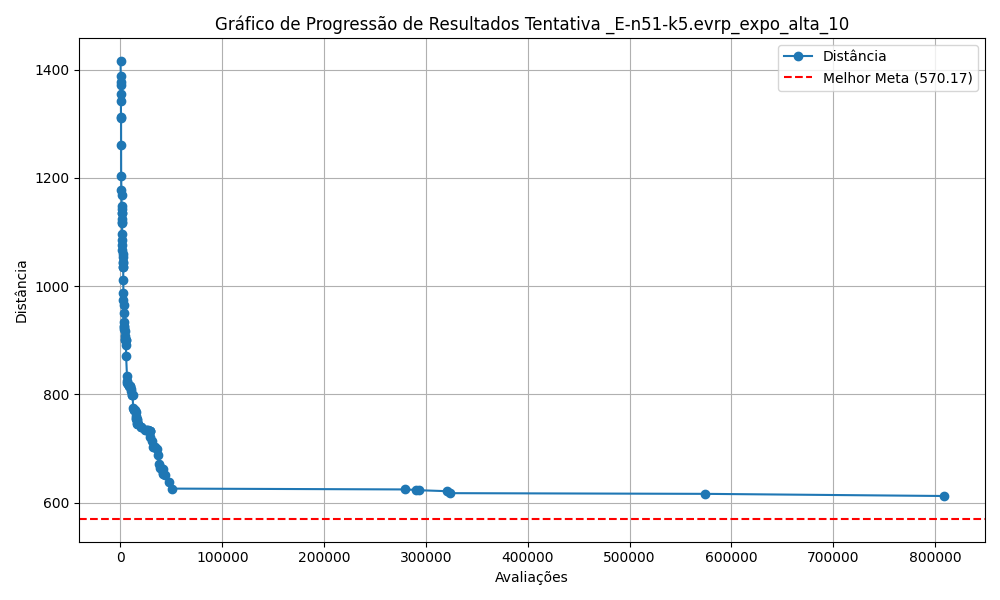 Gráfico de Progressão de Resultados Tentativa _E-n51-k5.evrp_expo_alta_10
Distância
Melhor Meta (570.17)
1400
1200
1000
800
600
Distância
0
100000
200000
300000
400000
500000
600000
700000
800000
Avaliações